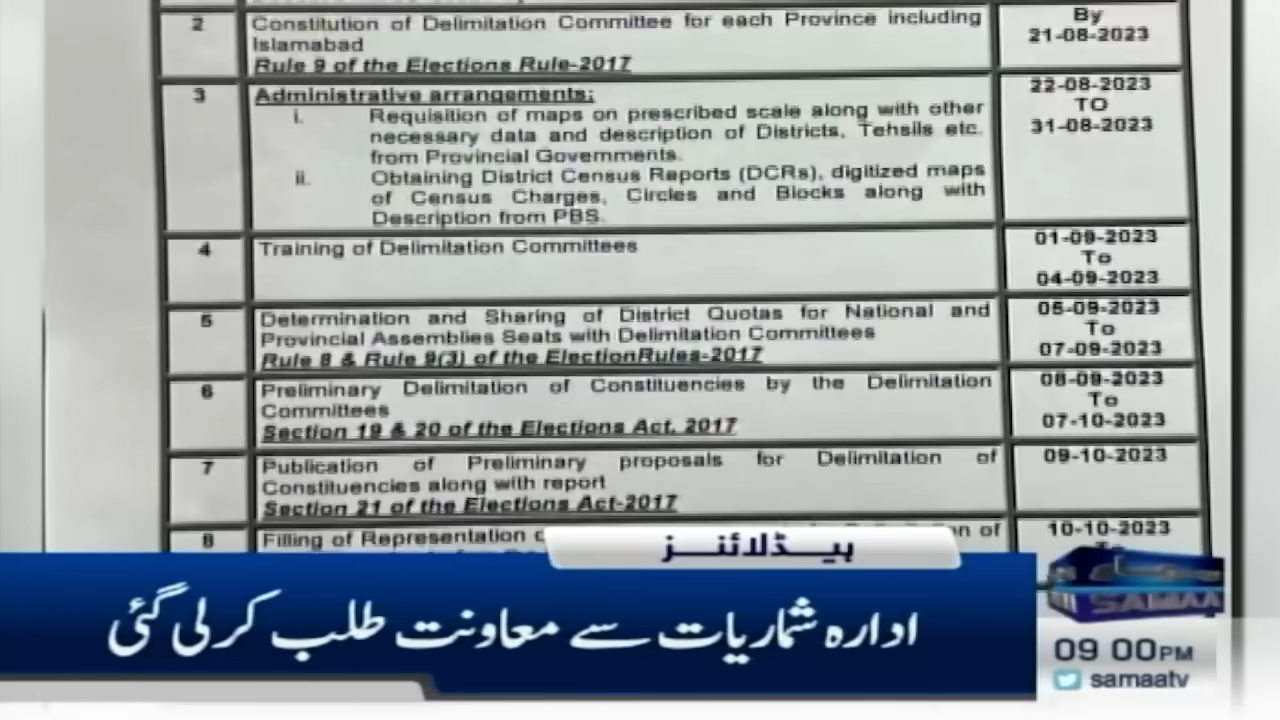 2 Constitution of Delimitation Committee for each Province including By
Islamabad 21-08-2023
Rule 9 of the Elections Rule-2017
3 Administrative arrangements: 22-08-2023
i. Requisition of maps on prescribed scale along with other TO
necessary data and description of Districts, Tehsils etc. 31-08-2023
from Provincial Governments.
ii. Obtaining District Census Reports (DCRs), digitized maps
of Census Charges, Circles and Blocks along with
Description from PBS.
4 Training of Delimitation Committees 01-09-2023
To
04-09-2023
5 Determination and Sharing of District Quotas for National and 05-09-2023
Provincial Assemblies Seats with Delimitation Committees To
Rule 8 & Rule 9(3) of the ElectionRules-2017 07-09-2023
6 Preliminary Delimitation of Constituencies by the Delimitation 08-09-2023
Committees To
Section 19 & 20 of the Elections Act, 2017 07-10-2023
7 Publication of Preliminary proposals for Delimitation of 09-10-2023
Constituencies along with report
Section 21 of the Elections Act-2017
8 Filling of Representation of 10-10-2023
ہیڈلائنز
ادارہ شماریات سے معاونت طلب کرلی گئی
SAMAA
09 00PM
samaatv